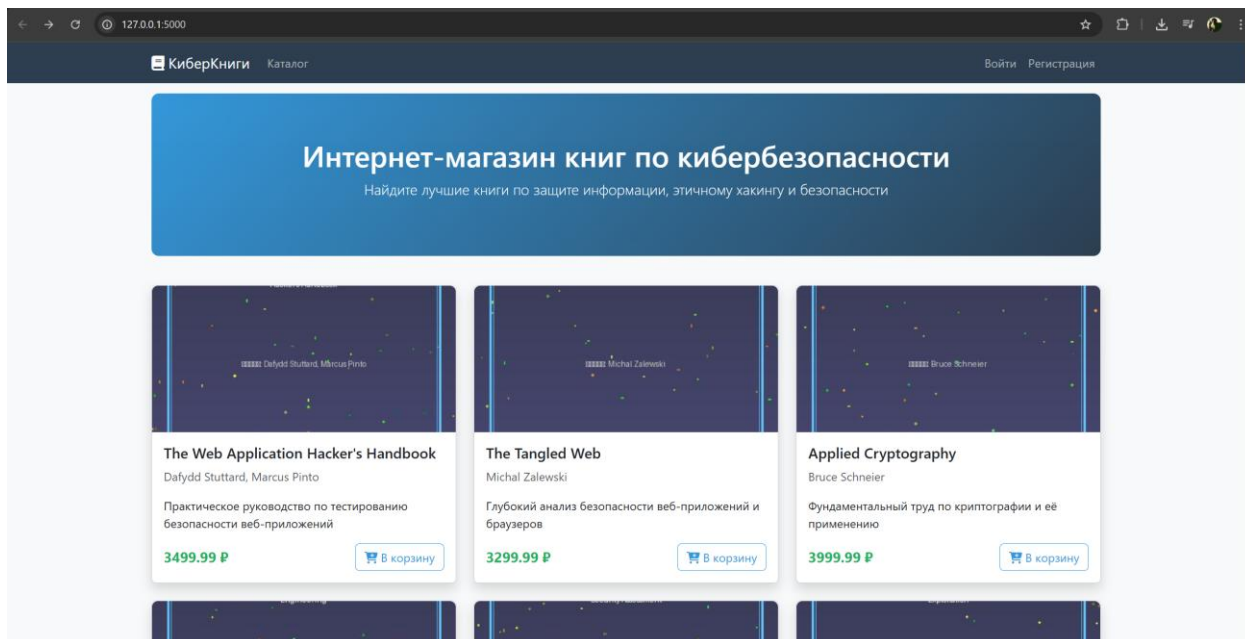 127.0.0.1:5000
КиберКниги Каталог Войти Регистрация
Интернет-магазин книг по кибербезопасности
Найдите лучшие книги по защите информации, этичному хакингу и безопасности
Dafydd Stuttard, Marcus Pinto
Michal Zalewski
Bruce Schneier
The Web Application Hacker's Handbook
Dafydd Stuttard, Marcus Pinto
Практическое руководство по тестированию
безопасности веб-приложений
3499.99 ₽ В корзину
The Tangled Web
Michal Zalewski
Глубокий анализ безопасности веб-приложений и
браузеров
3299.99 ₽ В корзину
Applied Cryptography
Bruce Schneier
Фундаментальный труд по криптографии и её
применению
3999.99 ₽ В корзину